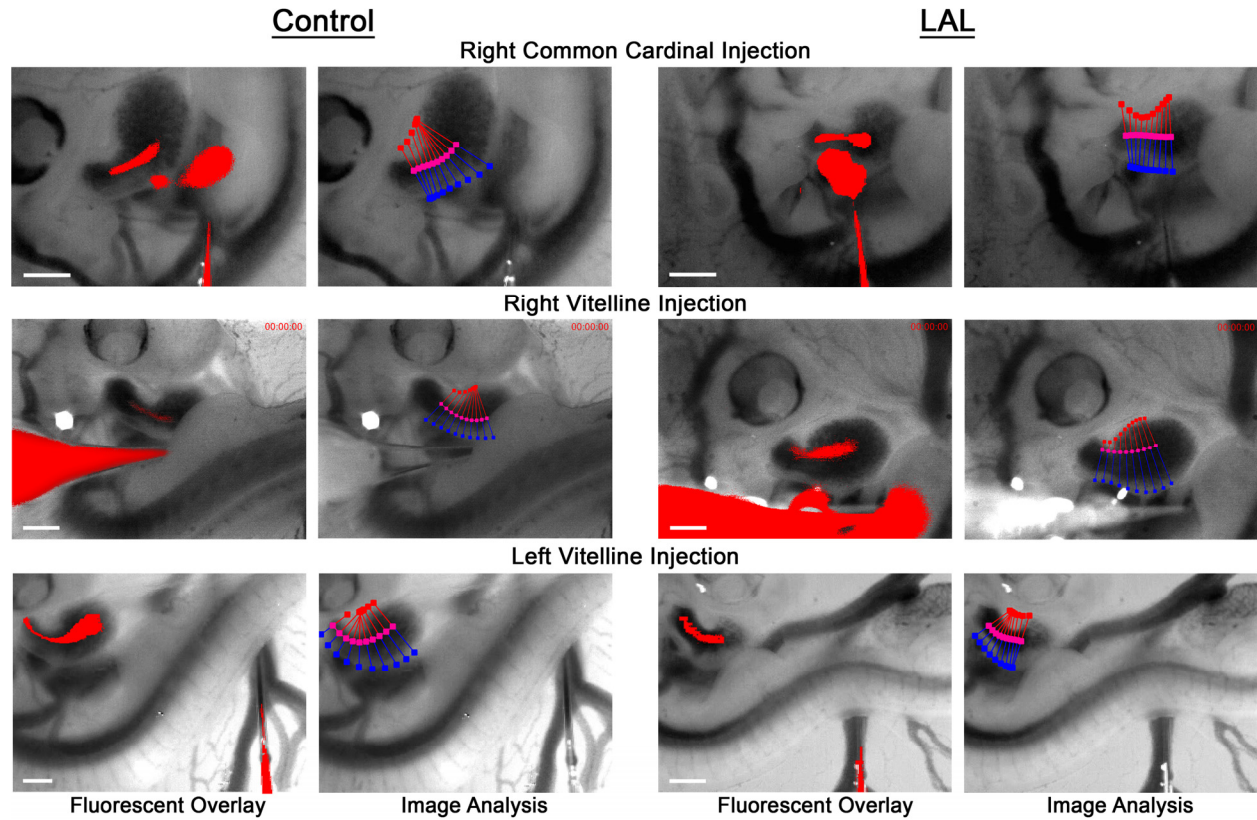 Control
LAL
Right Common Cardinal Injection
Right Vitelline Injection
00:00:00
00:00:00
00:00:00
00:00:00
Left Vitelline Injection
Fluorescent Overlay
Image Analysis
Fluorescent Overlay
Image Analysis